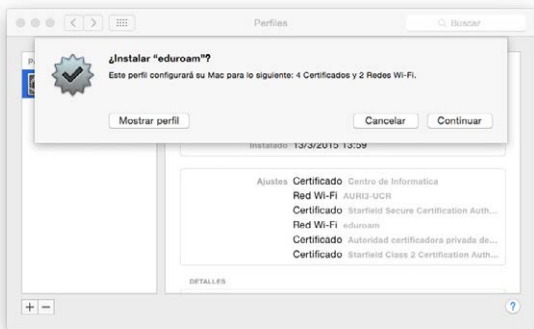 Perfiles
Buscar
¿Instalar “eduroam”?
Este perfil configurará su Mac para lo siguiente: 4 Certificados y 2 Redes Wi-Fi.
Mostrar perfil
Cancelar
Continuar
Instalado 13/3/2015 13:59
Ajustes Certificado Centro de Informatica
Red Wi-Fi AURI3-UCR
Certificado Starfield Secure Certification Auth...
Red Wi-Fi eduroam
Certificado Autoridad certificadora privada de...
Certificado Starfield Class 2 Certification Auth...
DETALLES
+ −
?